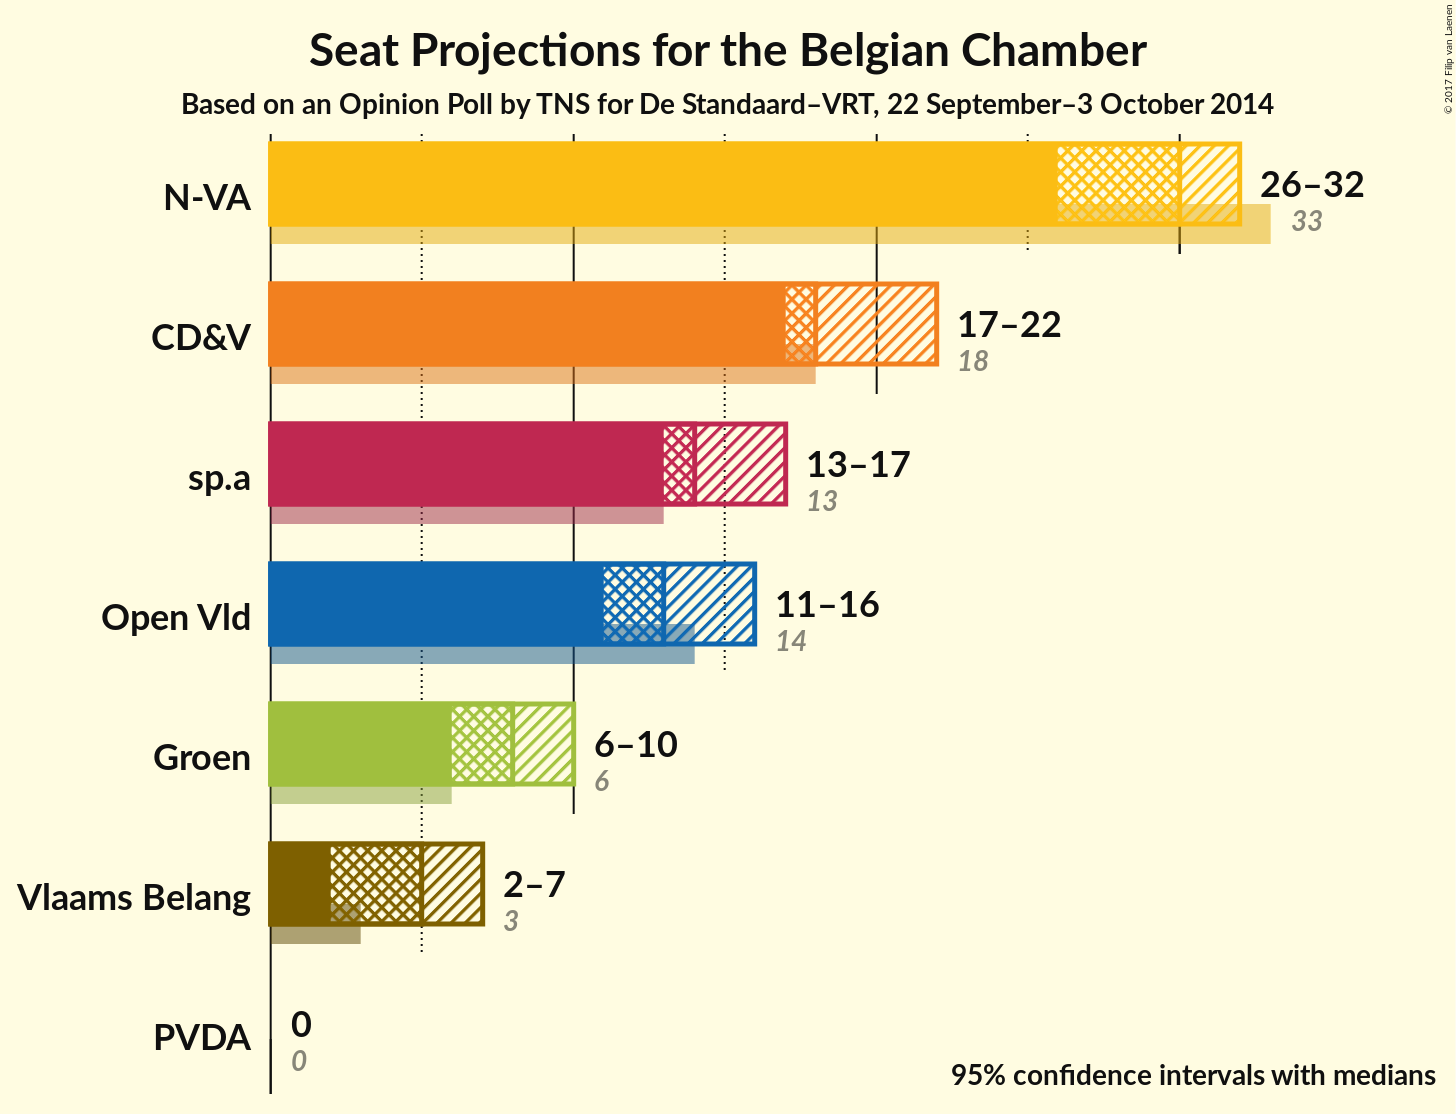 Seat Projections for the Belgian Chamber
Based on an Opinion Poll by TNS for De Standaard–VRT, 22 September–3 October 2014
© 2017 Filip van Laenen
N-VA
26–32
33
CD&V
17–22
18
sp.a
13–17
13
Open Vld
11–16
14
Groen
6–10
6
Vlaams Belang
2–7
3
PVDA
0
0
95% confidence intervals with medians